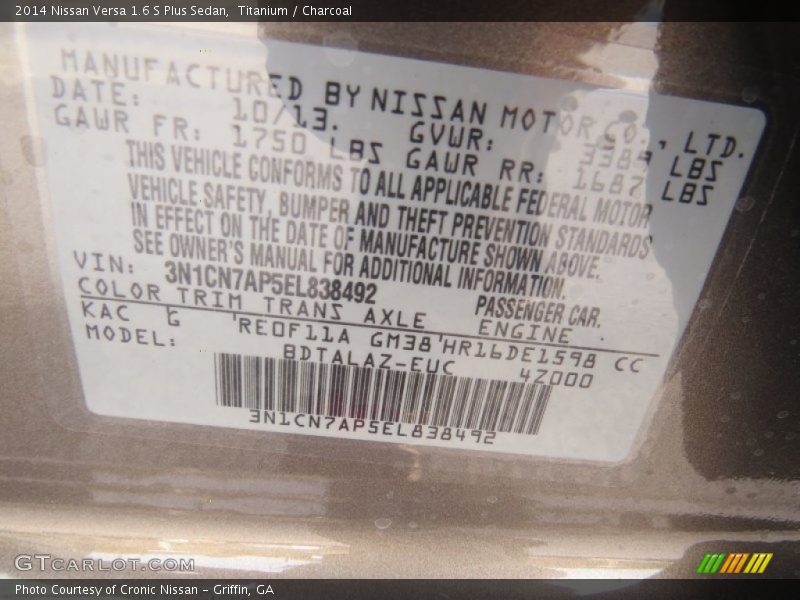 2014 Nissan Versa 1.6 S Plus Sedan, Titanium / Charcoal
MANUFACTURED BY NISSAN MOTOR CO., LTD.
DATE: 10/13. GVWR: 3389 LBS
GAWR FR: 1750 LBS GAWR RR: 1687 LBS
THIS VEHICLE CONFORMS TO ALL APPLICABLE FEDERAL MOTOR
VEHICLE SAFETY, BUMPER AND THEFT PREVENTION STANDARDS
IN EFFECT ON THE DATE OF MANUFACTURE SHOWN ABOVE.
SEE OWNER'S MANUAL FOR ADDITIONAL INFORMATION.
VIN: 3N1CN7AP5EL838492 PASSENGER CAR.
COLOR TRIM TRANS AXLE ENGINE
KAC G RE0F11A GM38 HR16DE1598 CC
MODEL: BDTALAZ-EUC 4Z000
3N1CN7AP5EL838492
GTCARLOT.COM
Photo Courtesy of Cronic Nissan - Griffin, GA